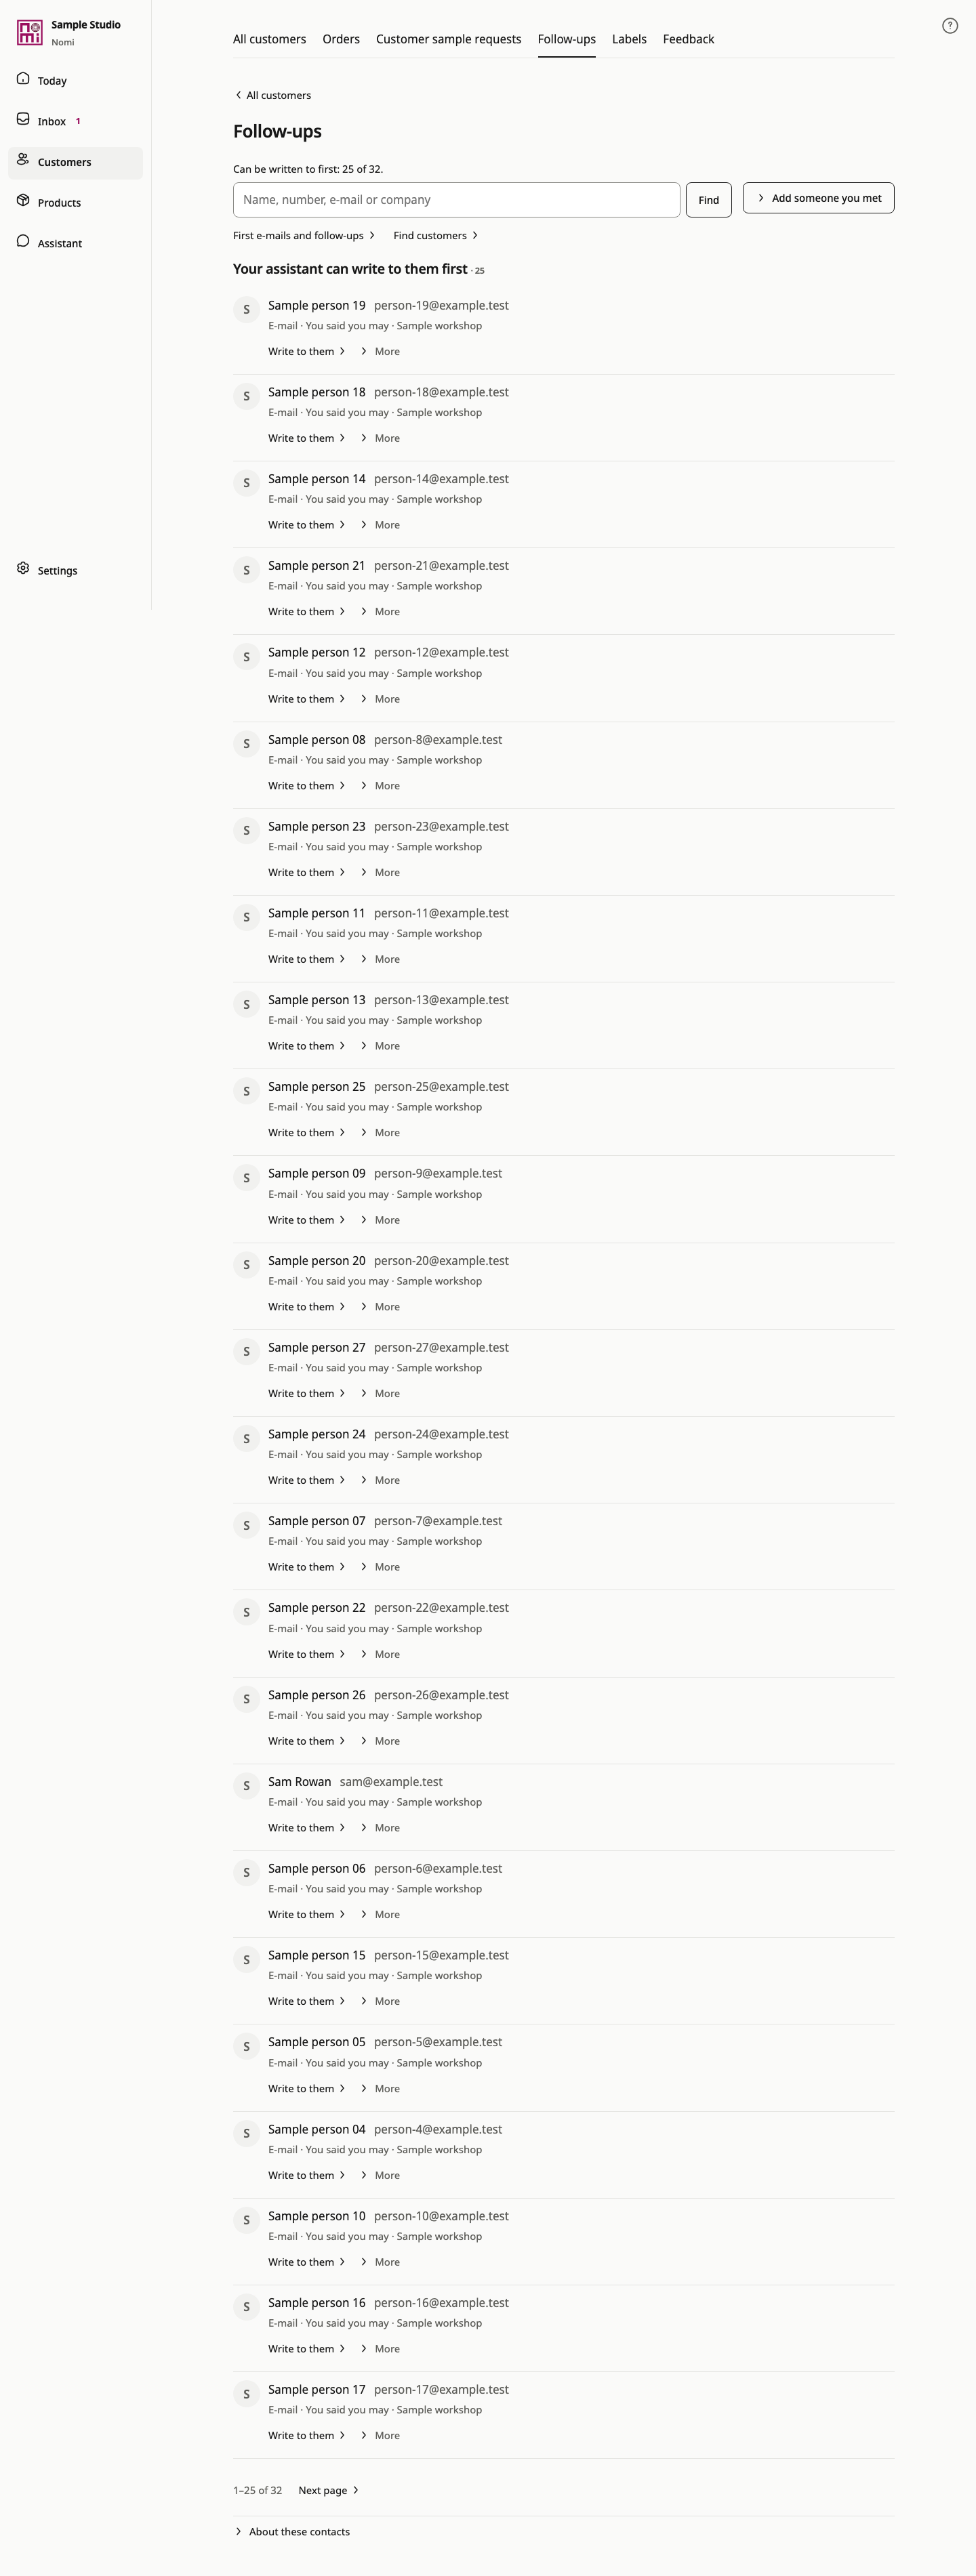 Sample Studio
Nomi
Today
Inbox 1
Customers
Products
Assistant
Settings
All customers Orders Customer sample requests Follow-ups Labels Feedback
All customers
Follow-ups
Can be written to first: 25 of 32.
Name, number, e-mail or company Find Add someone you met
First e-mails and follow-ups Find customers
Your assistant can write to them first · 25
S Sample person 19 person-19@example.test
E-mail · You said you may · Sample workshop
Write to them More
S Sample person 18 person-18@example.test
E-mail · You said you may · Sample workshop
Write to them More
S Sample person 14 person-14@example.test
E-mail · You said you may · Sample workshop
Write to them More
S Sample person 21 person-21@example.test
E-mail · You said you may · Sample workshop
Write to them More
S Sample person 12 person-12@example.test
E-mail · You said you may · Sample workshop
Write to them More
S Sample person 08 person-8@example.test
E-mail · You said you may · Sample workshop
Write to them More
S Sample person 23 person-23@example.test
E-mail · You said you may · Sample workshop
Write to them More
S Sample person 11 person-11@example.test
E-mail · You said you may · Sample workshop
Write to them More
S Sample person 13 person-13@example.test
E-mail · You said you may · Sample workshop
Write to them More
S Sample person 25 person-25@example.test
E-mail · You said you may · Sample workshop
Write to them More
S Sample person 09 person-9@example.test
E-mail · You said you may · Sample workshop
Write to them More
S Sample person 20 person-20@example.test
E-mail · You said you may · Sample workshop
Write to them More
S Sample person 27 person-27@example.test
E-mail · You said you may · Sample workshop
Write to them More
S Sample person 24 person-24@example.test
E-mail · You said you may · Sample workshop
Write to them More
S Sample person 07 person-7@example.test
E-mail · You said you may · Sample workshop
Write to them More
S Sample person 22 person-22@example.test
E-mail · You said you may · Sample workshop
Write to them More
S Sample person 26 person-26@example.test
E-mail · You said you may · Sample workshop
Write to them More
S Sam Rowan sam@example.test
E-mail · You said you may · Sample workshop
Write to them More
S Sample person 06 person-6@example.test
E-mail · You said you may · Sample workshop
Write to them More
S Sample person 15 person-15@example.test
E-mail · You said you may · Sample workshop
Write to them More
S Sample person 05 person-5@example.test
E-mail · You said you may · Sample workshop
Write to them More
S Sample person 04 person-4@example.test
E-mail · You said you may · Sample workshop
Write to them More
S Sample person 10 person-10@example.test
E-mail · You said you may · Sample workshop
Write to them More
S Sample person 16 person-16@example.test
E-mail · You said you may · Sample workshop
Write to them More
S Sample person 17 person-17@example.test
E-mail · You said you may · Sample workshop
Write to them More
1–25 of 32 Next page
About these contacts